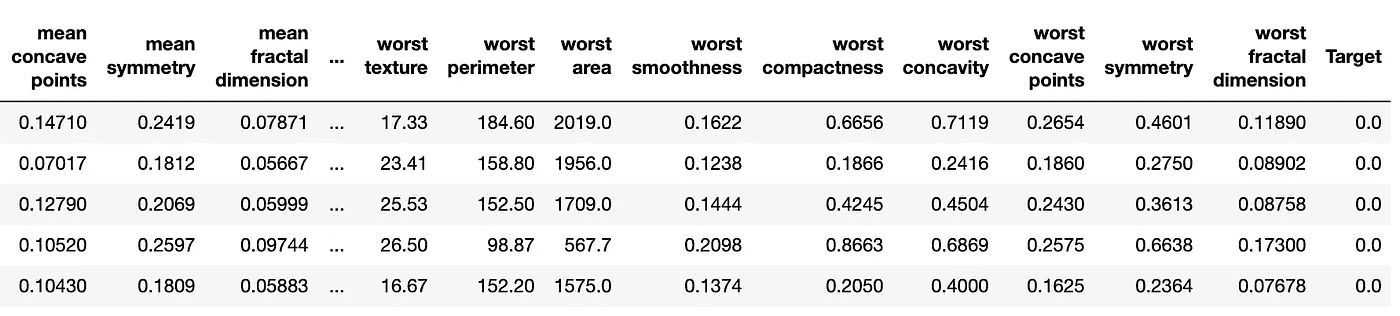 mean concave points mean symmetry mean fractal dimension ... worst texture worst perimeter worst area worst smoothness worst compactness worst concavity worst concave points worst symmetry worst fractal dimension Target
0.14710 0.2419 0.07871 ... 17.33 184.60 2019.0 0.1622 0.6656 0.7119 0.2654 0.4601 0.11890 0.0
0.07017 0.1812 0.05667 ... 23.41 158.80 1956.0 0.1238 0.1866 0.2416 0.1860 0.2750 0.08902 0.0
0.12790 0.2069 0.05999 ... 25.53 152.50 1709.0 0.1444 0.4245 0.4504 0.2430 0.3613 0.08758 0.0
0.10520 0.2597 0.09744 ... 26.50 98.87 567.7 0.2098 0.8663 0.6869 0.2575 0.6638 0.17300 0.0
0.10430 0.1809 0.05883 ... 16.67 152.20 1575.0 0.1374 0.2050 0.4000 0.1625 0.2364 0.07678 0.0